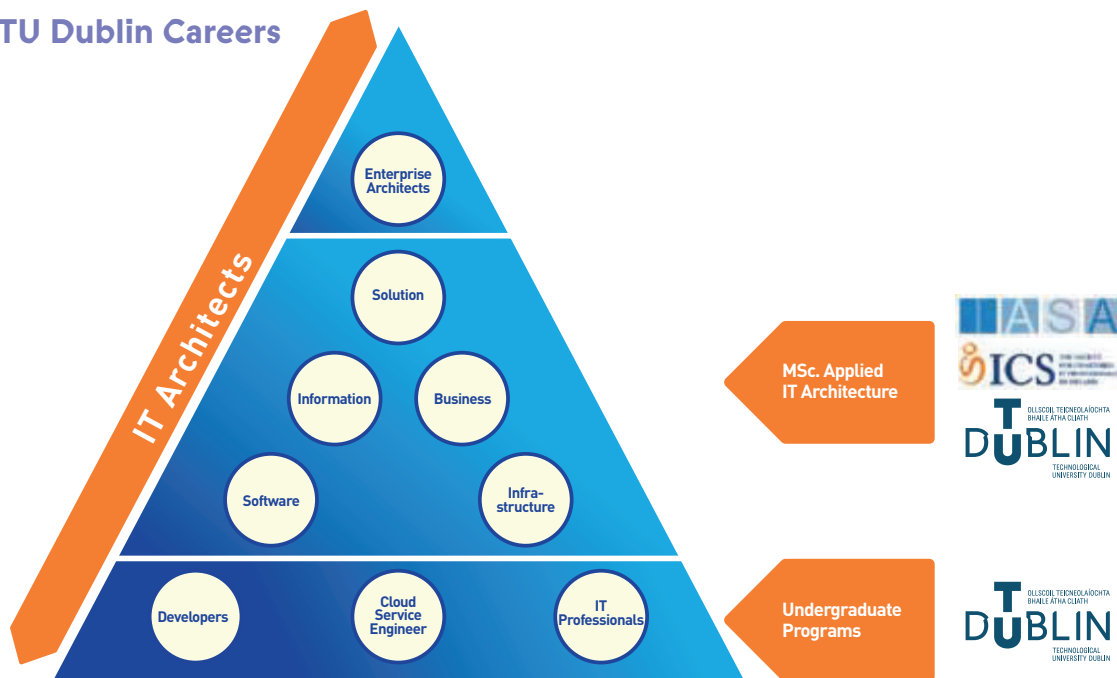 TU Dublin Careers
IT Architects
Enterprise
Architects
Solution
Information
Business
Software
Infra-
structure
Developers
Cloud
Service
Engineer
IT
Professionals
MSc. Applied
IT Architecture
IASA
ICS
OLLSCOIL TEICNEOLAÍOCHTA
BHAILE ÁTHA CLIATH
TU DUBLIN
TECHNOLOGICAL
UNIVERSITY DUBLIN
Undergraduate
Programs
OLLSCOIL TEICNEOLAÍOCHTA
BHAILE ÁTHA CLIATH
TU DUBLIN
TECHNOLOGICAL
UNIVERSITY DUBLIN